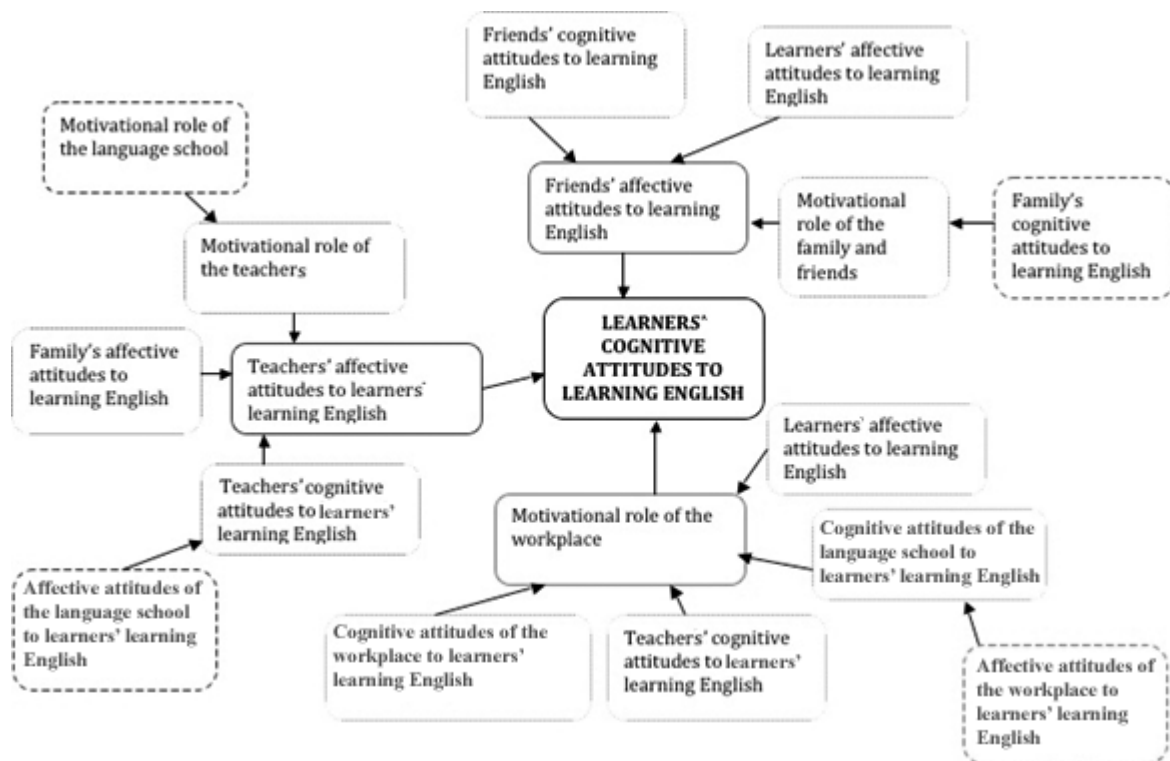 Friends' cognitive
attitudes to learning
English
Learners' affective
attitudes to learning
English
Motivational role of
the language school
Friends' affective
attitudes to learning
English
Motivational
role of the
family and
friends
Family's
cognitive
attitudes to
learning English
Motivational role of
the teachers
LEARNERS`
COGNITIVE
ATTITUDES TO
LEARNING ENGLISH
Family's affective
attitudes to
learning English
Teachers' affective
attitudes to learners`
learning English
Learners` affective
attitudes to learning
English
Teachers' cognitive
attitudes to learners'
learning English
Motivational role of the
workplace
Cognitive attitudes of
the language school to
learners' learning English
Affective attitudes of
the language school
to learners' learning
English
Cognitive attitudes of the
workplace to learners'
learning English
Teachers' cognitive
attitudes to learners'
learning English
Affective attitudes of
the workplace to
learners' learning
English